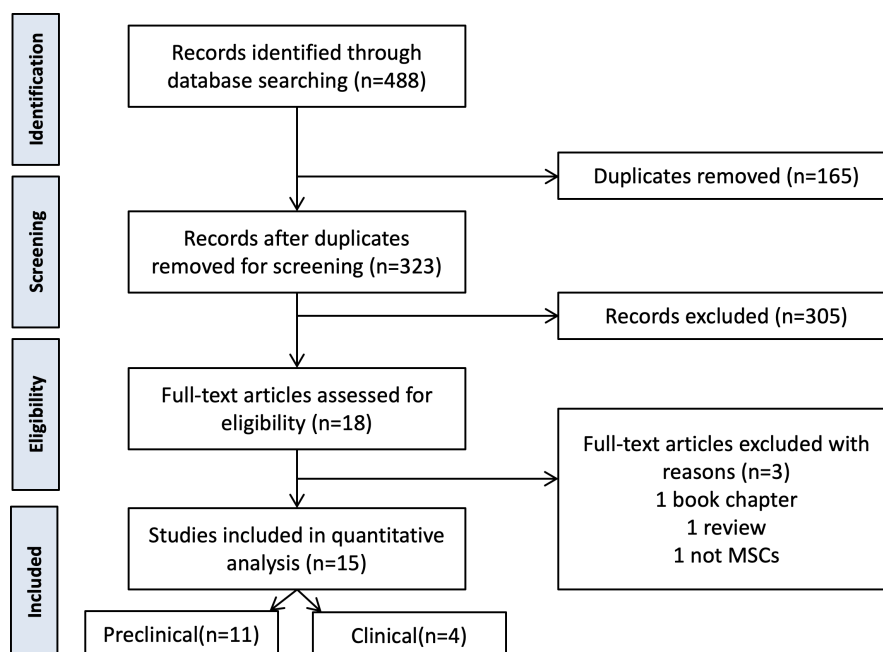 Identification
Records identified through
database searching (n=488)
Duplicates removed (n=165)
Screening
Records after duplicates
removed for screening (n=323)
Records excluded (n=305)
Eligibility
Full-text articles assessed for
eligibility (n=18)
Full-text articles excluded with
reasons (n=3)
1 book chapter
1 review
1 not MSCs
Included
Studies included in quantitative
analysis (n=15)
Preclinical(n=11)
Clinical(n=4)